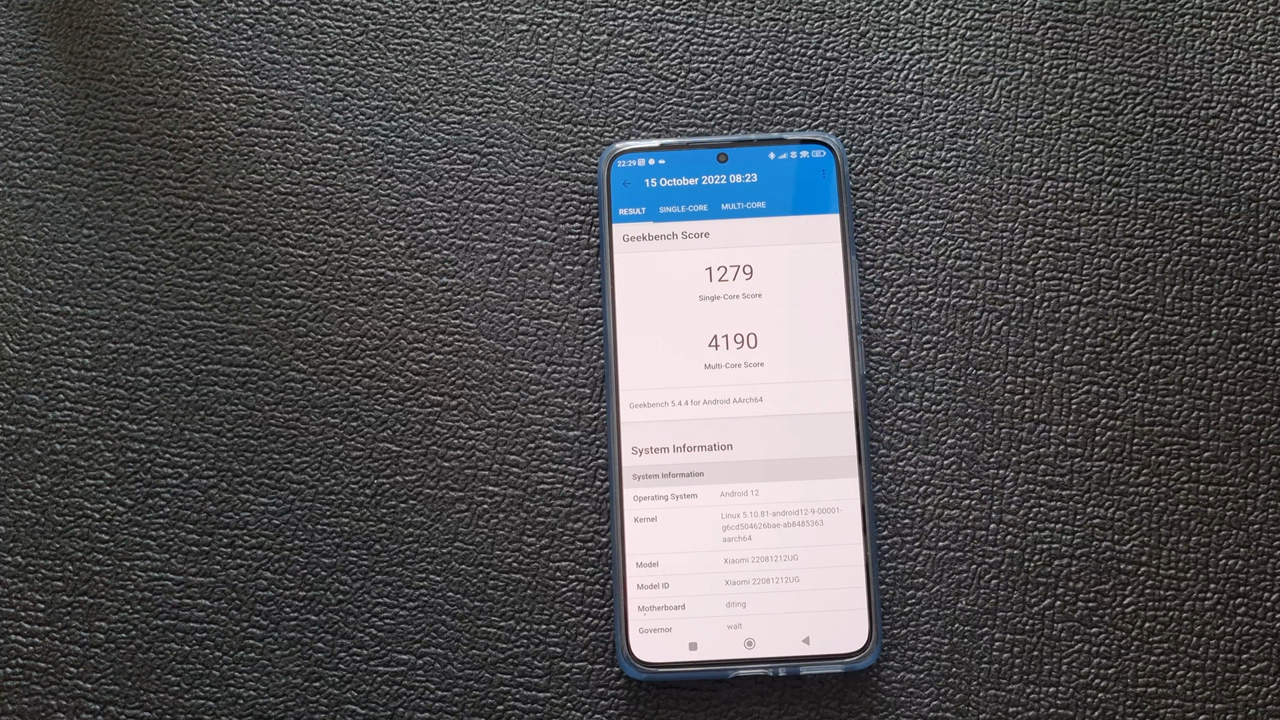 22:29
15 October 2022 08:23
RESULT SINGLE-CORE MULTI-CORE
Geekbench Score
1279
Single-Core Score
4190
Multi-Core Score
Geekbench 5.4.4 for Android AArch64
System Information
System Information
Operating System Android 12
Kernel Linux 5.10.81-android12-9-00001-
g6cd504626bae-ab8485363
aarch64
Model Xiaomi 22081212UG
Model ID Xiaomi 22081212UG
Motherboard diting
Governor walt